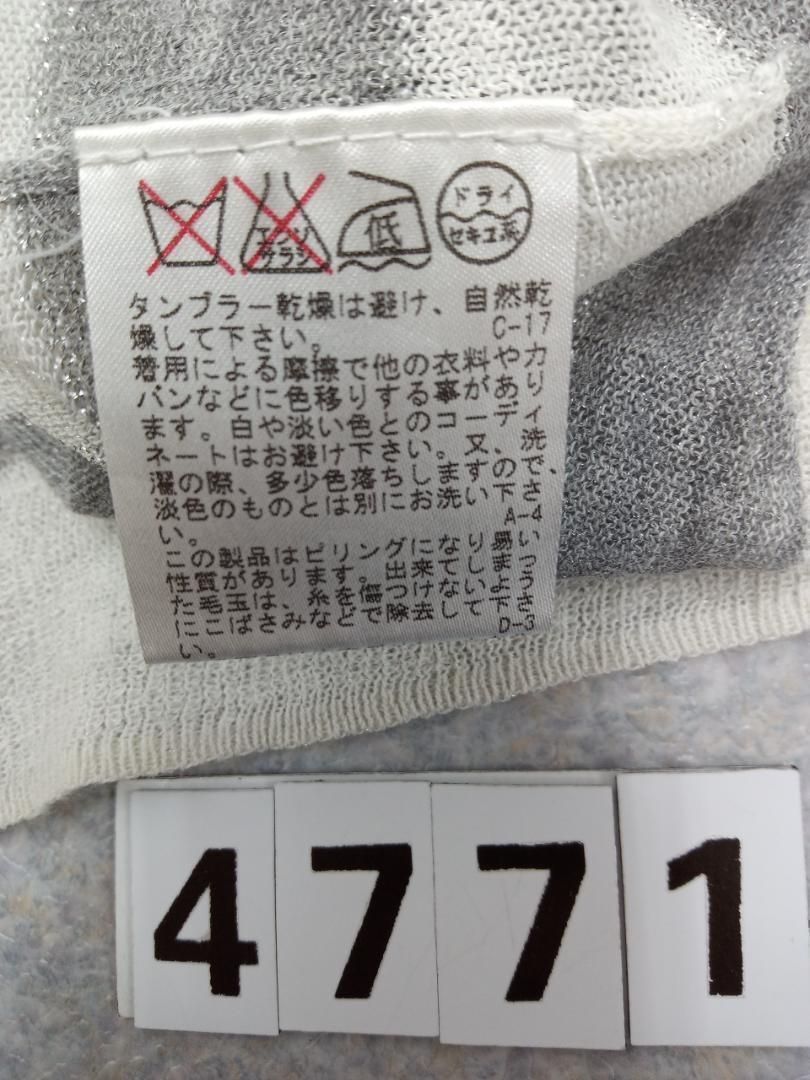 エンソ
サラシ
低
ドライ
セキユ系
タンブラー乾燥は避け、自然乾
燥して下さい。
C-17
着用による摩擦で他の衣料やカ
バンなどに色移りする事があり
ます。白や淡い色とのコーディ
ネートはお避け下さい。又、洗
濯の際、多少色落ちしますので、
淡色のものとは別にお洗い下さ
い。
A-4
この製品はピリングになり易い
性質があります。出来てしまっ
た毛玉は、糸を傷つけないよう
にこばさみなどで除去して下さ
い。
D-3
4771